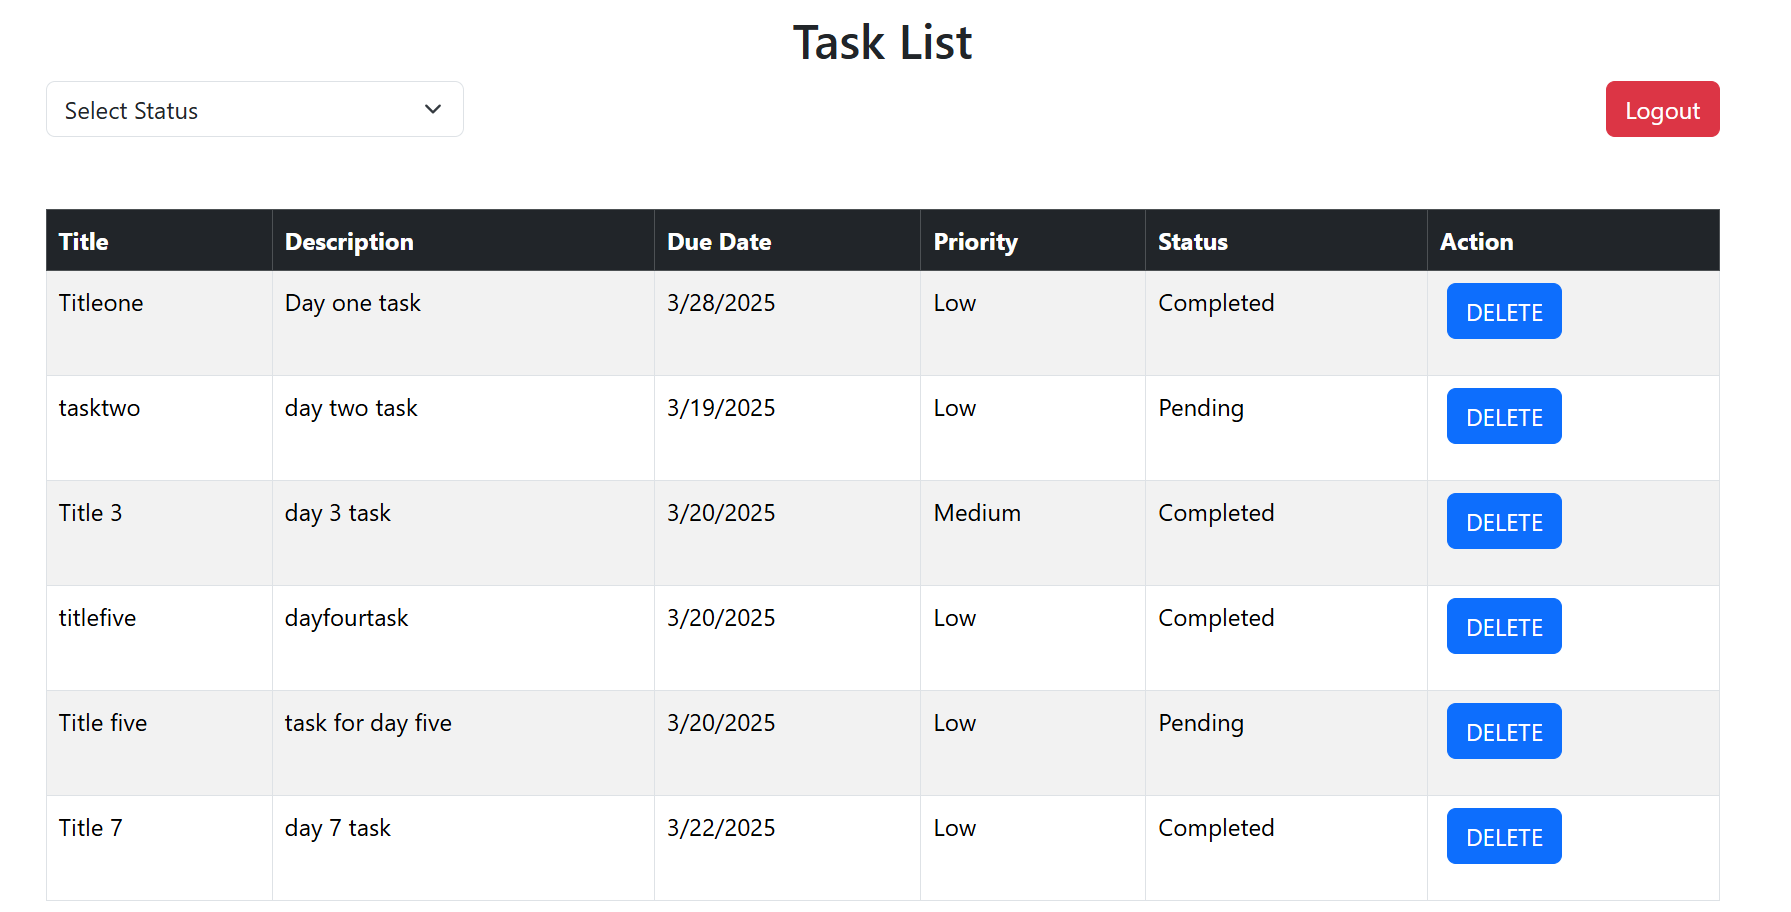 Task List
Select Status
Logout
Title Description Due Date Priority Status Action
Titleone Day one task 3/28/2025 Low Completed DELETE
tasktwo day two task 3/19/2025 Low Pending DELETE
Title 3 day 3 task 3/20/2025 Medium Completed DELETE
titlefive dayfourtask 3/20/2025 Low Completed DELETE
Title five task for day five 3/20/2025 Low Pending DELETE
Title 7 day 7 task 3/22/2025 Low Completed DELETE